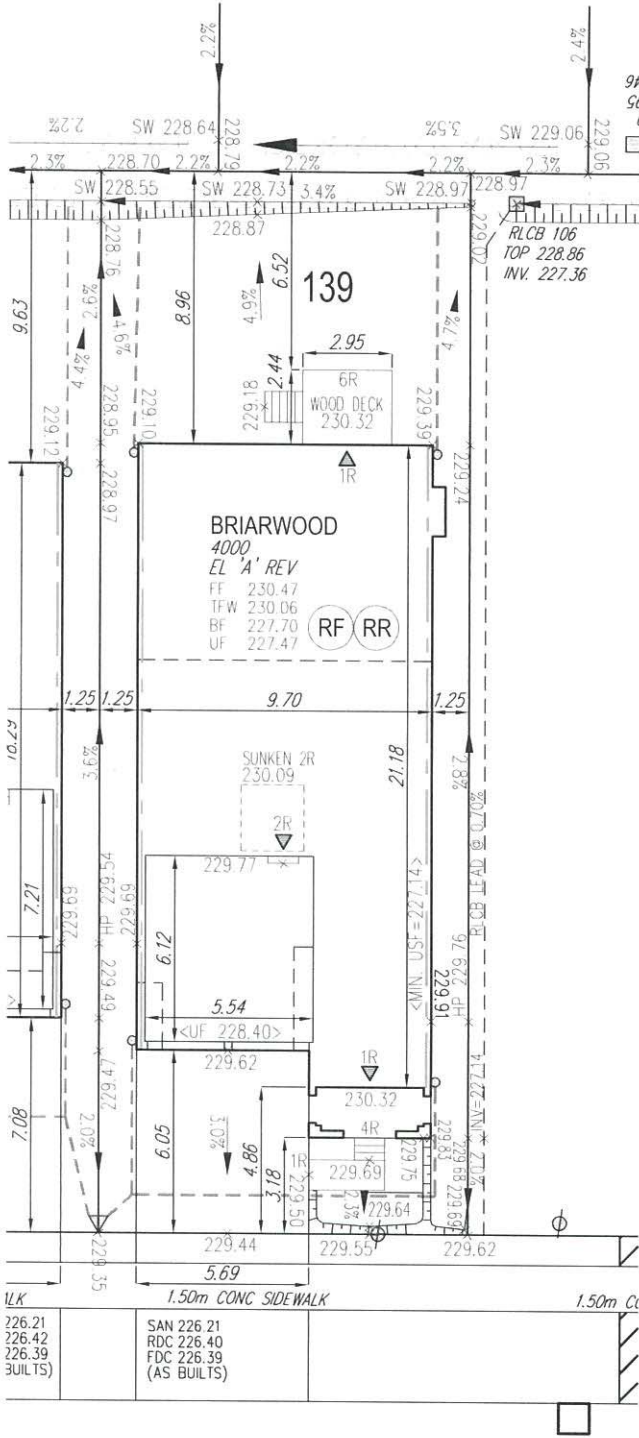 2.2%
2.4%
2.2%
SW 228.64
228.79
3.5%
SW 229.06
229.06
2.3%
228.70
2.2%
2.2%
2.2%
2.3%
SW 228.55
SW 228.73
3.4%
SW 228.97
228.97
228.76
228.87
229.02
RLCB 106
TOP 228.86
INV. 227.36
9.63
2.9%
4.6%
4.4%
8.96
4.9%
6.52
139
4.7%
2.95
2.44
6R
WOOD DECK
230.32
229.18
229.12
228.95
229.10
229.39
1R
228.97
229.24
BRIARWOOD
4000
EL 'A' REV
FF 230.47
TFW 230.06
BF 227.70
UF 227.47
RF
RR
1.25
1.25
9.70
1.25
21.18
3.9%
2.8%
SUNKEN 2R
230.09
2R
229.77
7.21
229.69
HP 229.54
229.69
6.12
<MIN. USF=227.14>
HP 229.76
RLCB LEAD @ 0.70%
229.49
229.91
5.54
<UF 228.40>
229.62
1R
229.47
230.32
INV=227.14
7.08
2.0%
6.05
3.0%
4.86
3.18
4R
1R
229.69
229.75
229.83
229.68
2.0%
229.50
2.3%
229.64
229.69
229.35
229.44
229.55
229.62
5.69
1.50m CONC SIDEWALK
226.21
226.42
226.39
BUILTS)
SAN 226.21
RDC 226.40
FDC 226.39
(AS BUILTS)